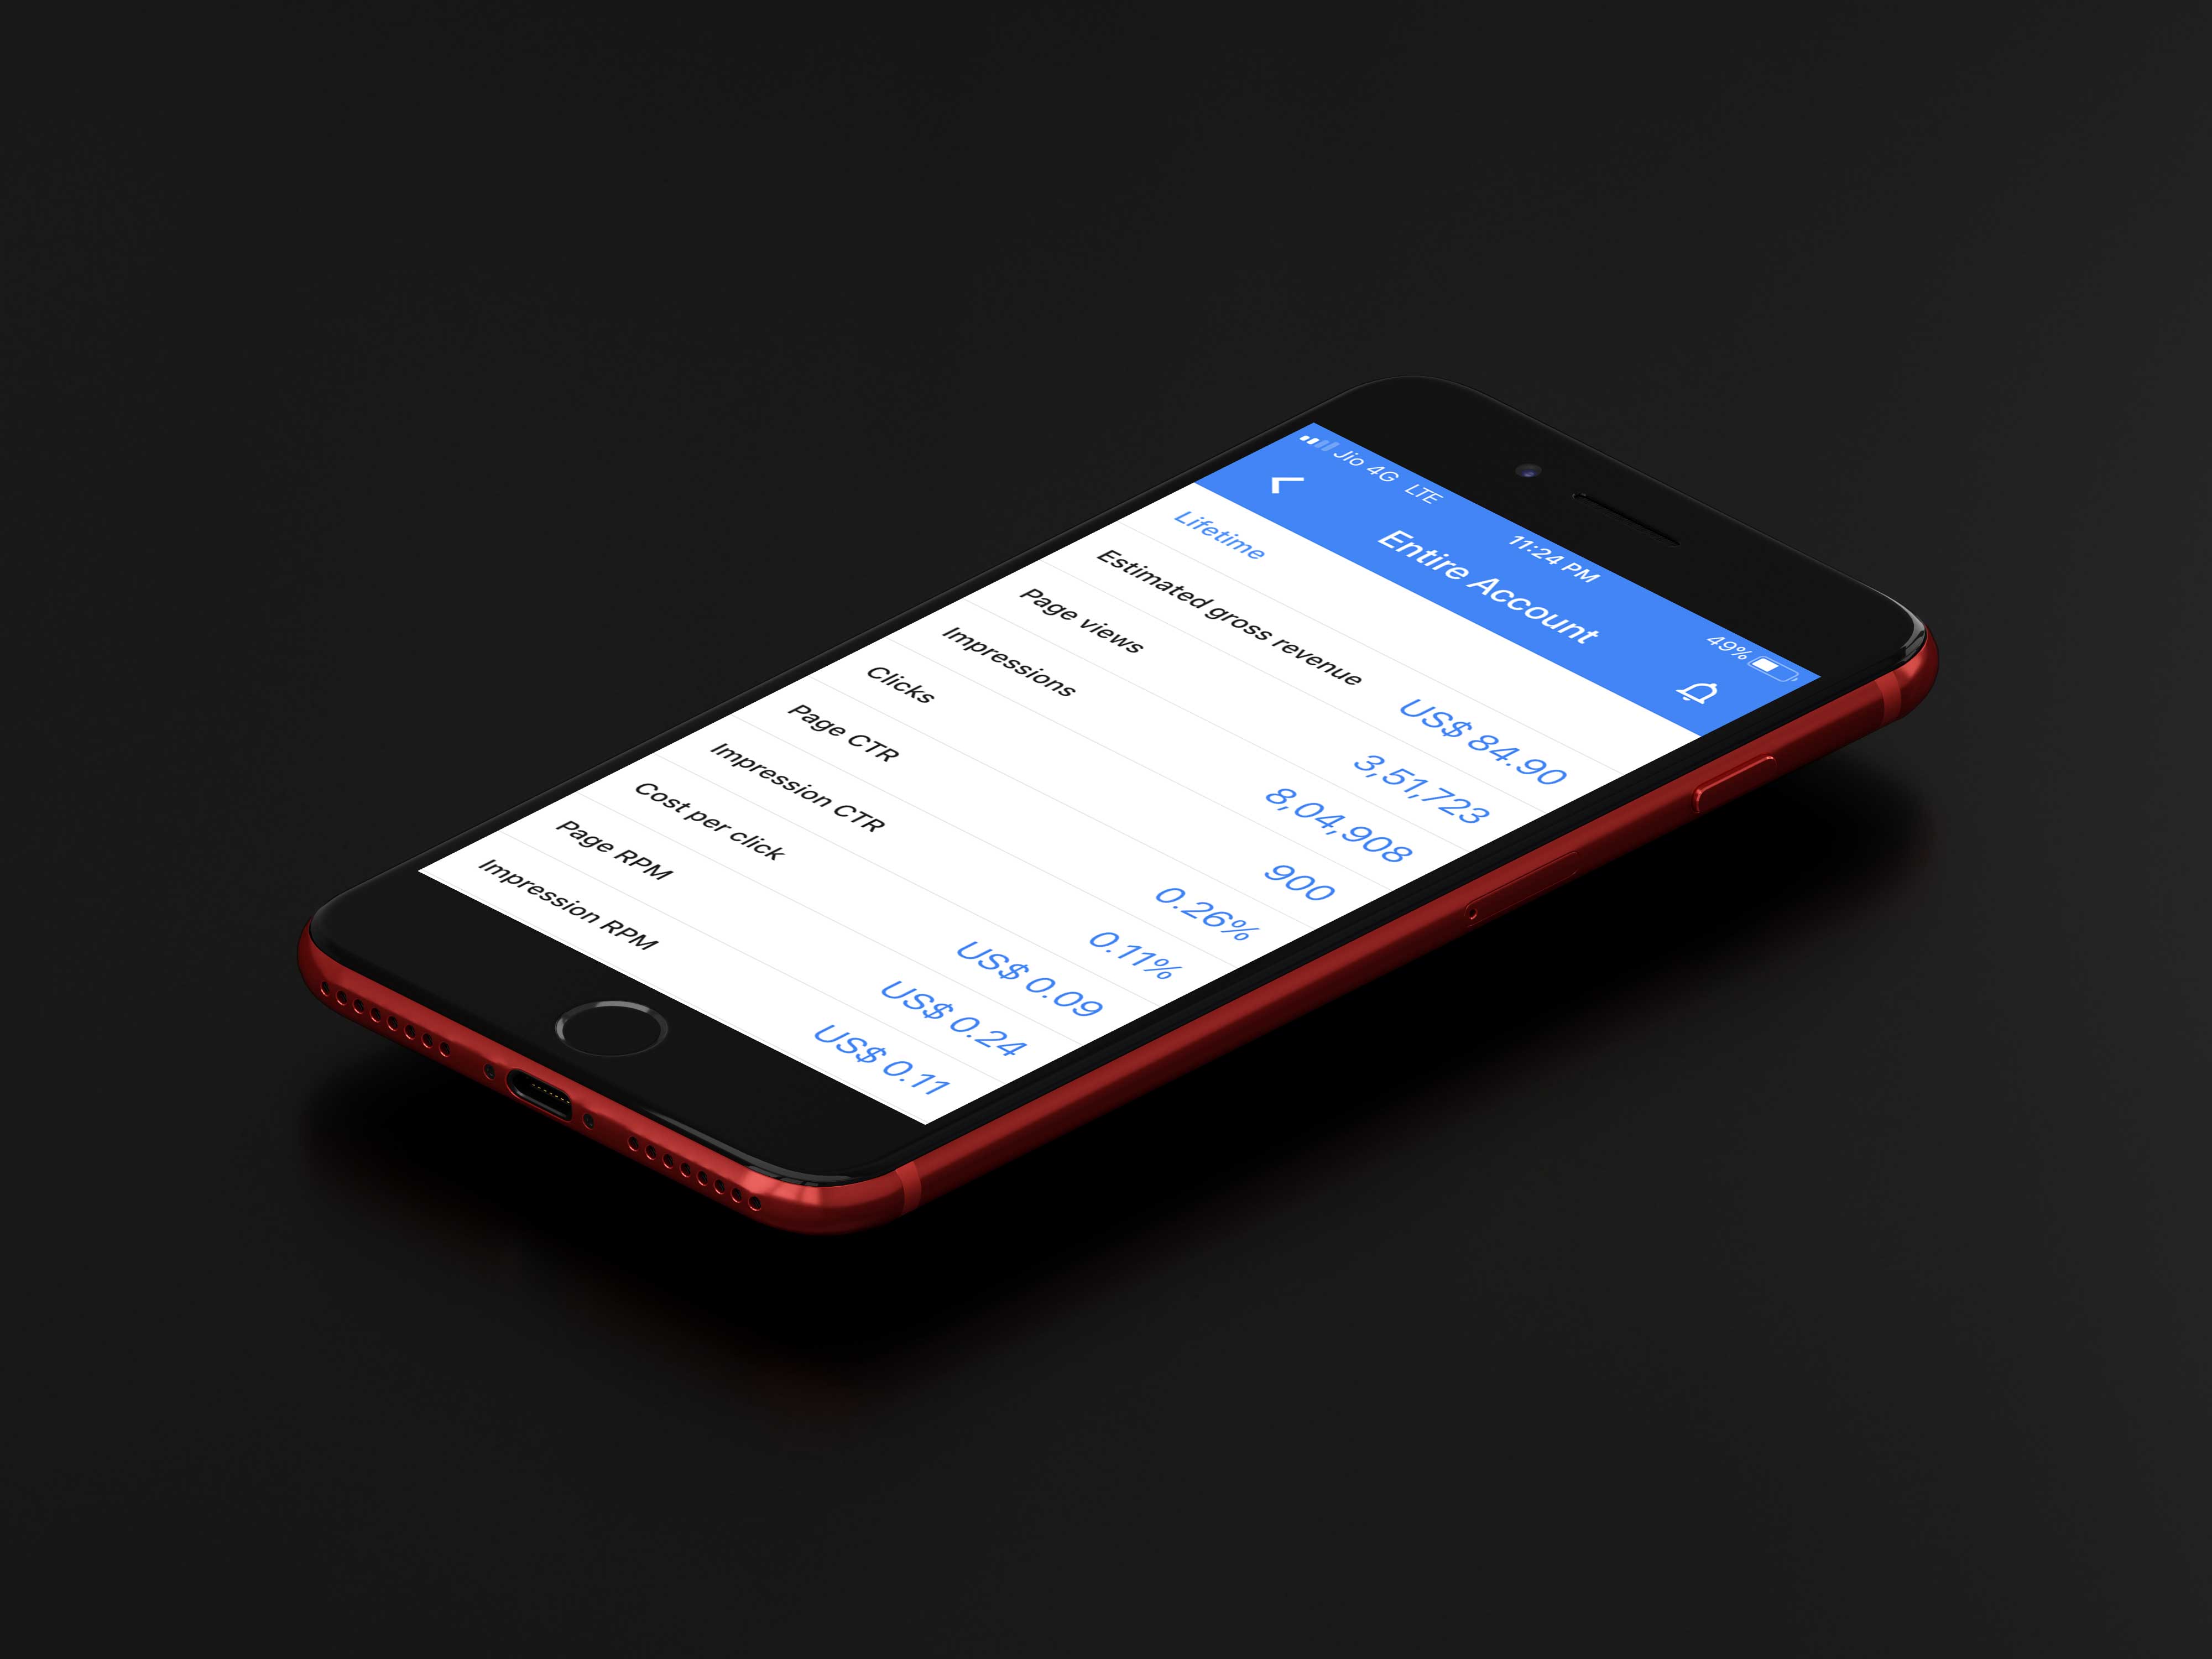 Jio 4G LTE 11:24 PM 49%
Entire Account
Lifetime
Estimated gross revenue US$ 84.90
Page views 3,51,723
Impressions 8,04,908
Clicks 900
Page CTR 0.26%
Impression CTR 0.11%
Cost per click US$ 0.09
Page RPM US$ 0.24
Impression RPM US$ 0.11